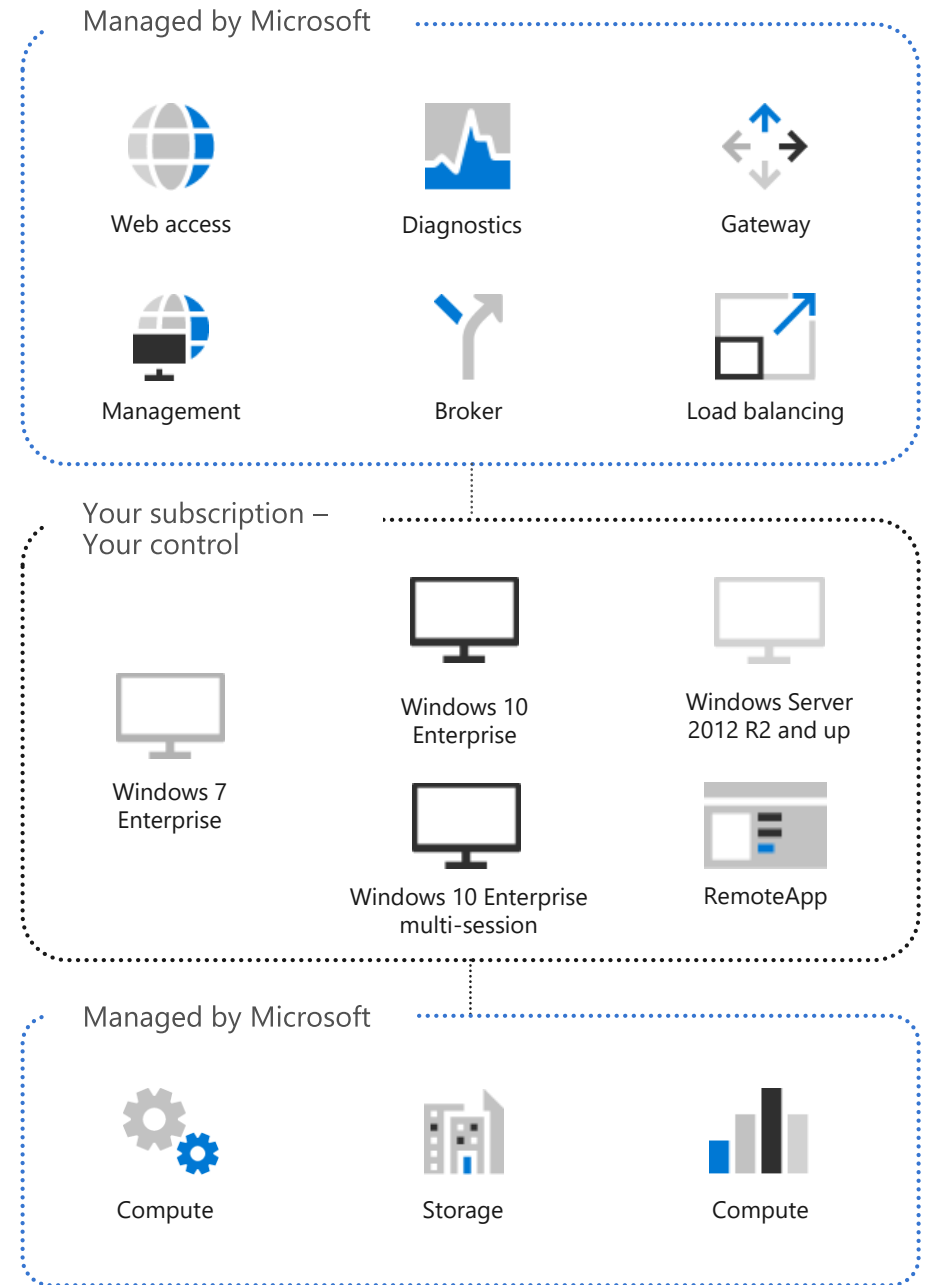 Managed by Microsoft
Web access
Diagnostics
Gateway
Management
Broker
Load balancing
Your subscription –
Your control
Windows 7
Enterprise
Windows 10
Enterprise
Windows Server
2012 R2 and up
Windows 10 Enterprise
multi-session
RemoteApp
Managed by Microsoft
Compute
Storage
Compute